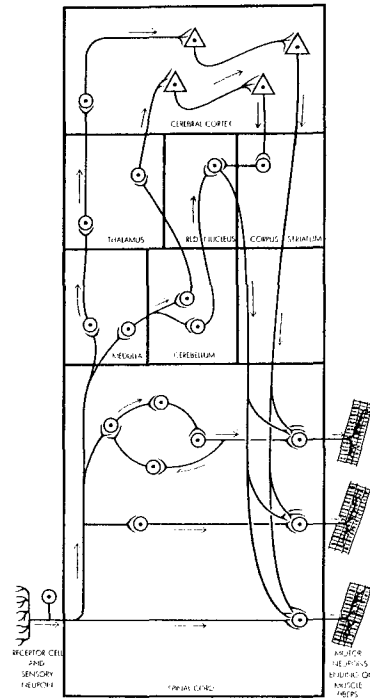 CEREBRAL CORTEX
THALAMUS
RED NUCLEUS
CORPUS STRIATUM
MEDULLA
CEREBELLUM
RECEPTOR CELL
AND
SENSORY
NEURON
SPINAL CORD
MOTOR
NEURONS
ENDING ON
MUSCLE
FIBERS